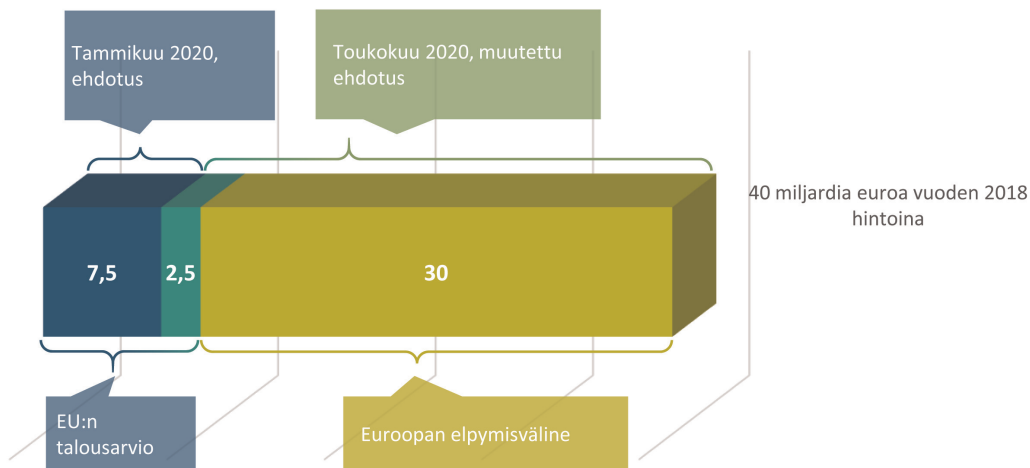 Tammikuu 2020,
ehdotus
Toukokuu 2020, muutettu
ehdotus
40 miljardia euroa vuoden 2018
hintoina
7,5
2,5
30
EU:n
talousarvio
Euroopan elpymisväline